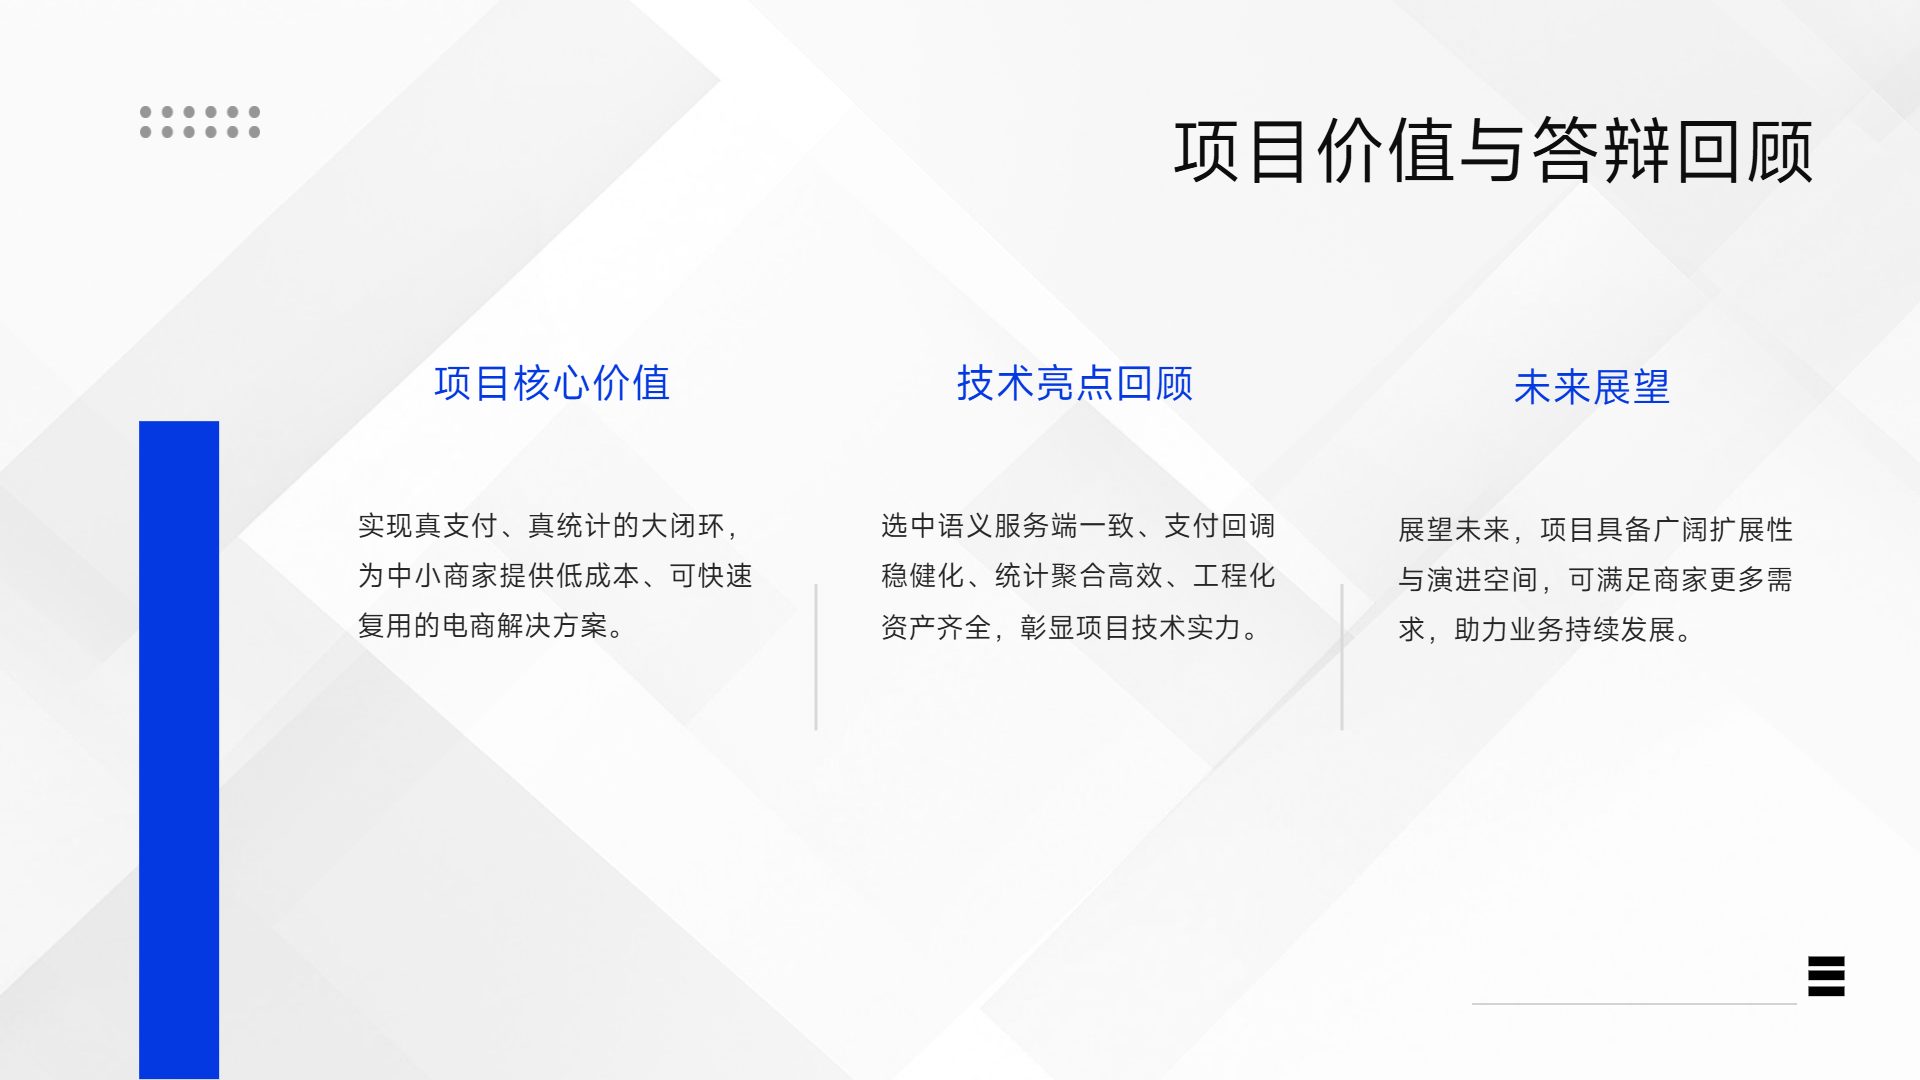 项目价值与答辩回顾
项目核心价值
实现真支付、真统计的大闭环，
为中小商家提供低成本、可快速
复用的电商解决方案。
技术亮点回顾
选中语义服务端一致、支付回调
稳健化、统计聚合高效、工程化
资产齐全，彰显项目技术实力。
未来展望
展望未来，项目具备广阔扩展性
与演进空间，可满足商家更多需
求，助力业务持续发展。